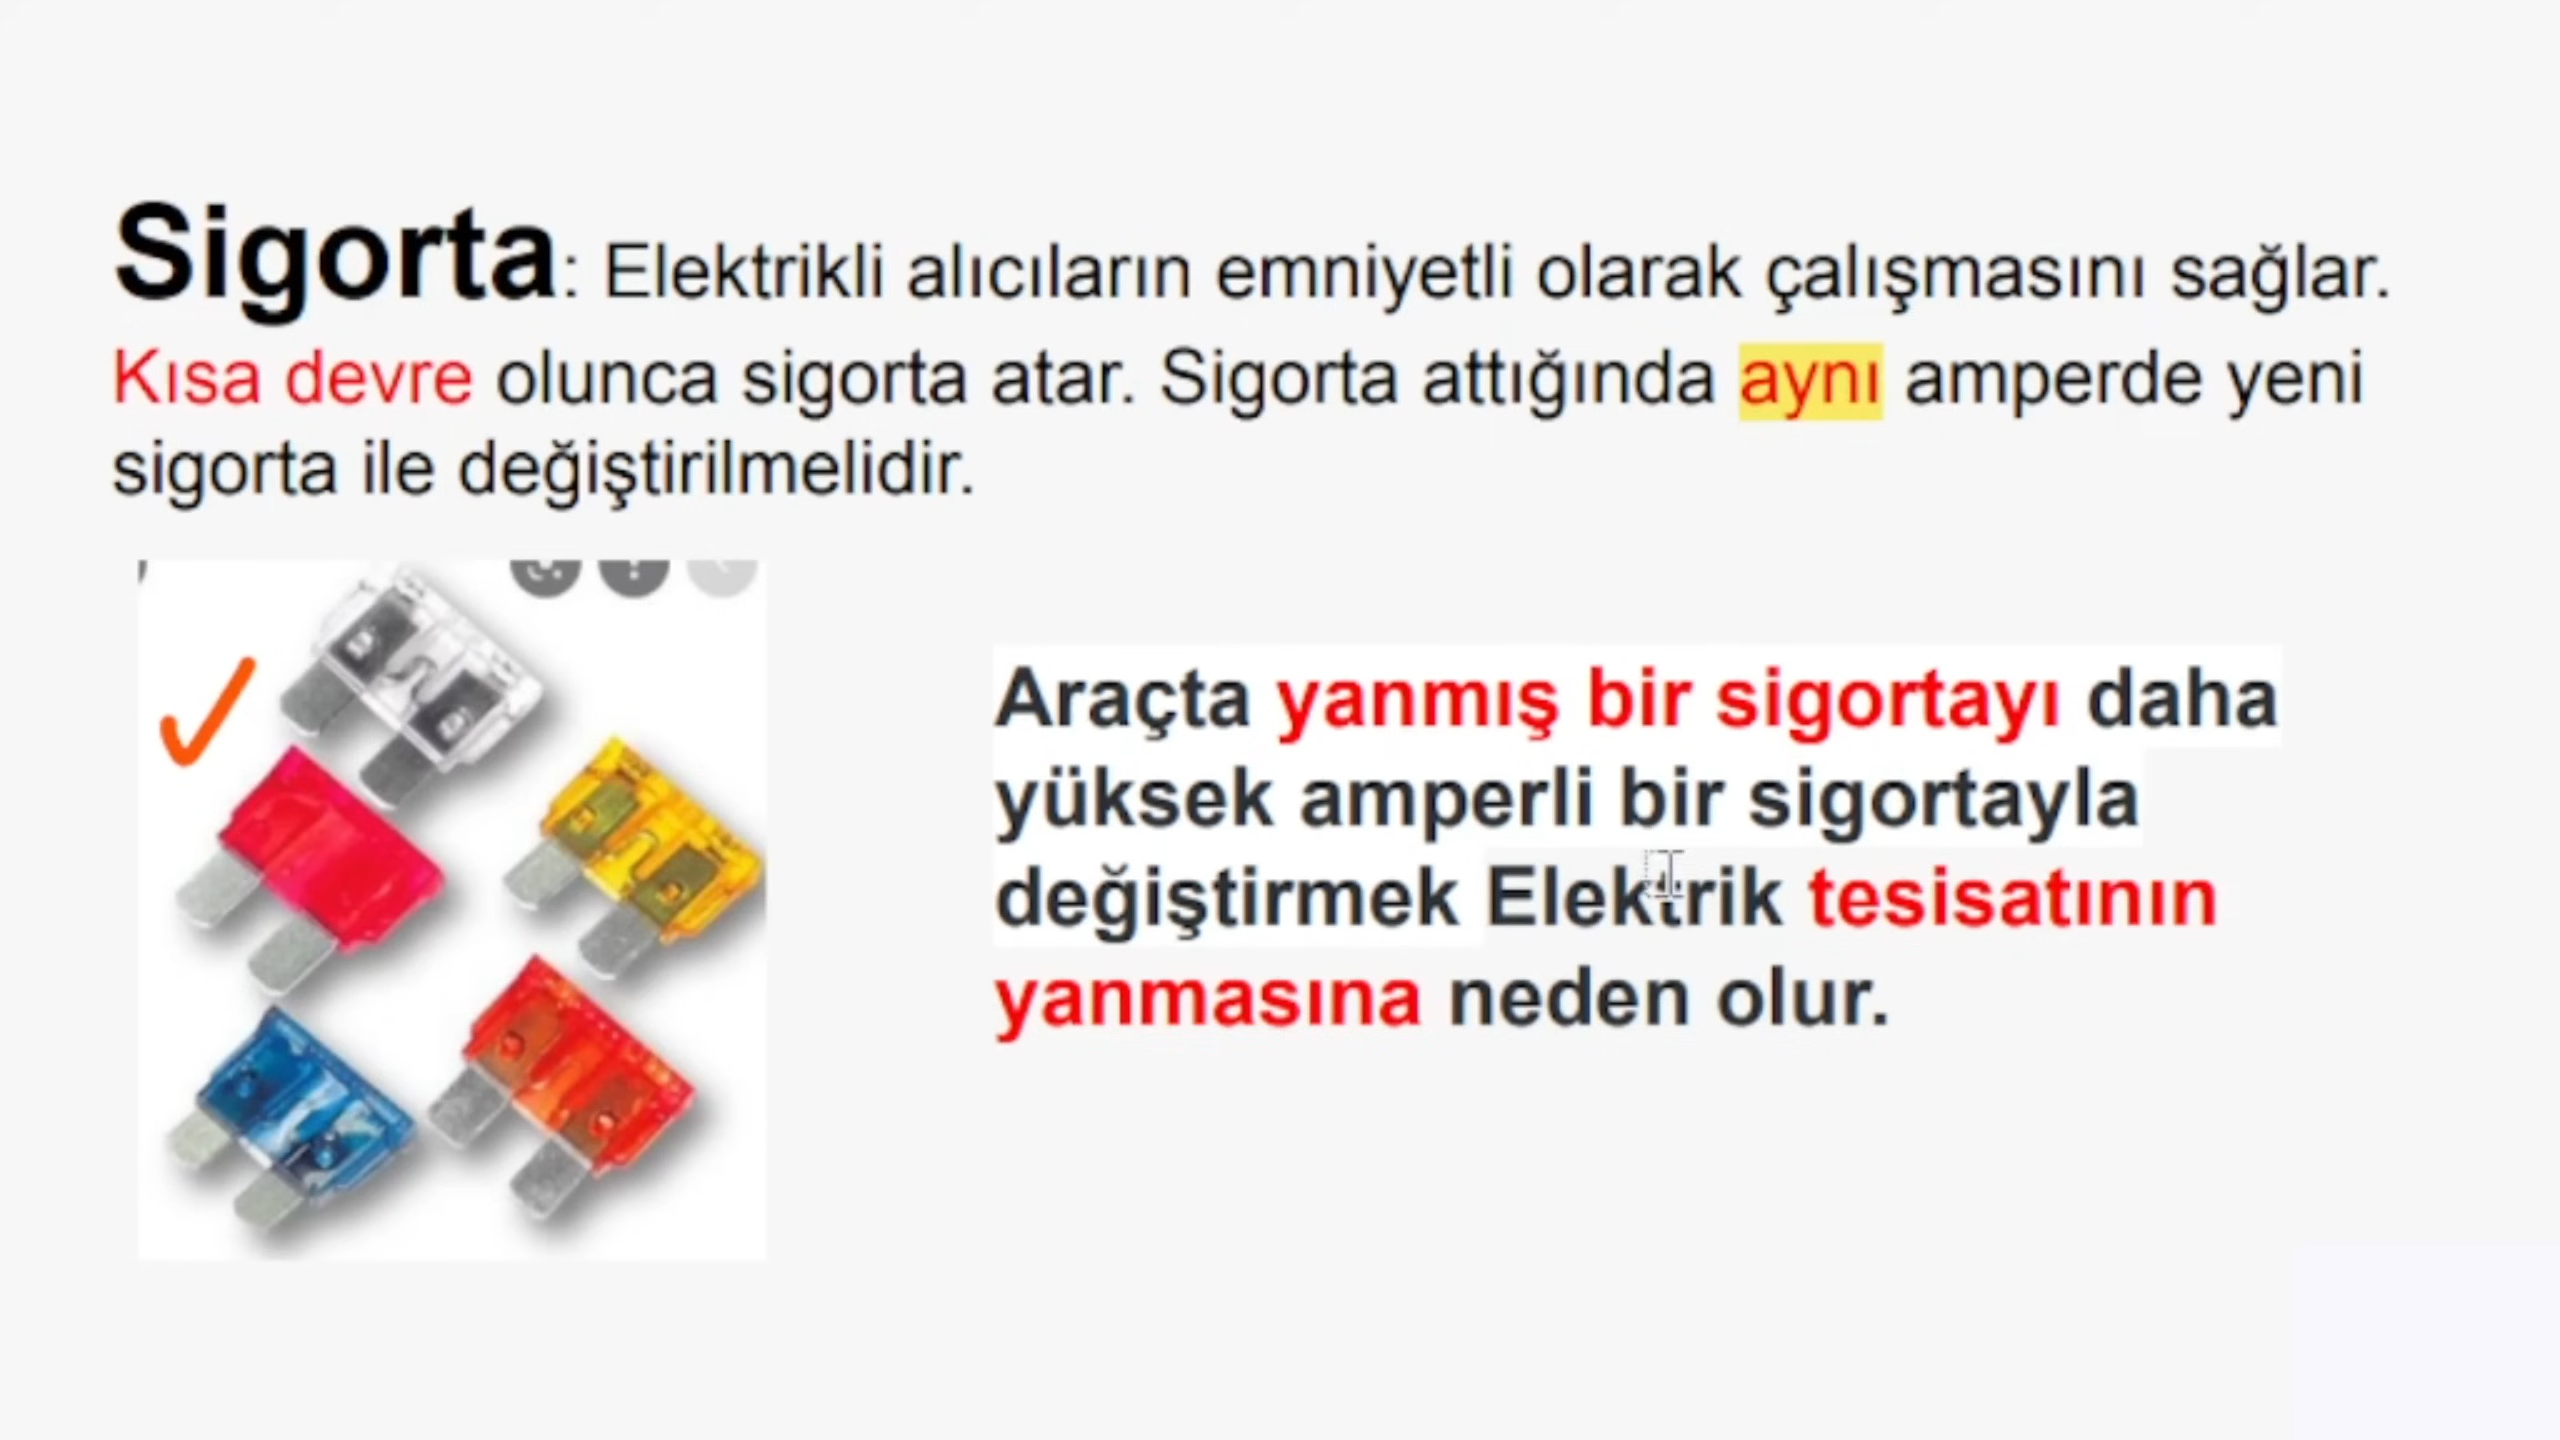 Sigorta: Elektrikli alıcıların emniyetli olarak çalışmasını sağlar.
Kısa devre olunca sigorta atar. Sigorta attığında aynı amperde yeni
sigorta ile değiştirilmelidir.
Araçta yanmış bir sigortayı daha
yüksek amperli bir sigortayla
değiştirmek Elektrik tesisatının
yanmasına neden olur.